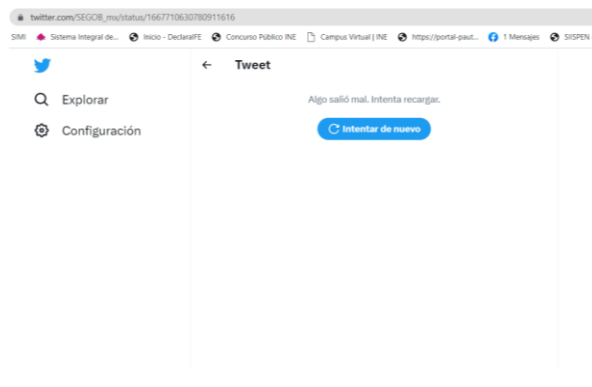 twitter.com/SEGOB_mx/status/1667710630780911616
SIMI Sistema Integral de... Inicio - DeclaraIFE Concurso Público INE Campus Virtual | INE https://portal-paut... 1 Mensajes SIISPEN
Tweet
Explorar
Configuración
Algo salió mal. Intenta recargar.
Intentar de nuevo